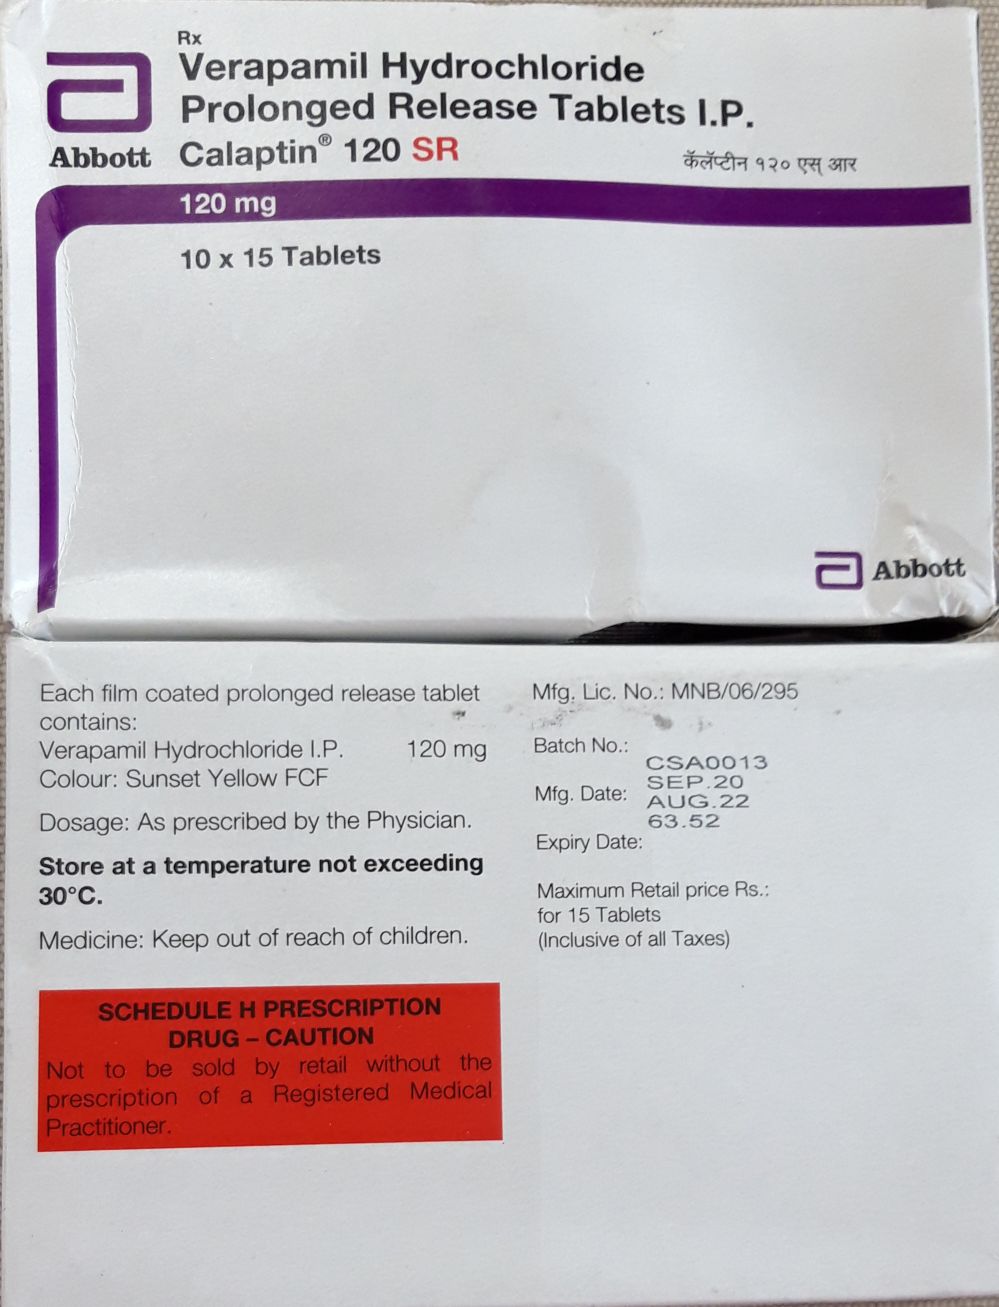 Rx
Verapamil Hydrochloride
Prolonged Release Tablets I.P.
Abbott
Calaptin® 120 SR
कॅलॅप्टीन १२० एस् आर
120 mg
10 x 15 Tablets
Abbott
Each film coated prolonged release tablet
contains:
Verapamil Hydrochloride I.P. 120 mg
Colour: Sunset Yellow FCF
Dosage: As prescribed by the Physician.
Store at a temperature not exceeding
30°C.
Medicine: Keep out of reach of children.
SCHEDULE H PRESCRIPTION
DRUG – CAUTION
Not to be sold by retail without the
prescription of a Registered Medical
Practitioner.
Mfg. Lic. No.: MNB/06/295
Batch No.:
CSA0013
SEP.20
Mfg. Date:
AUG.22
63.52
Expiry Date:
Maximum Retail price Rs.:
for 15 Tablets
(Inclusive of all Taxes)